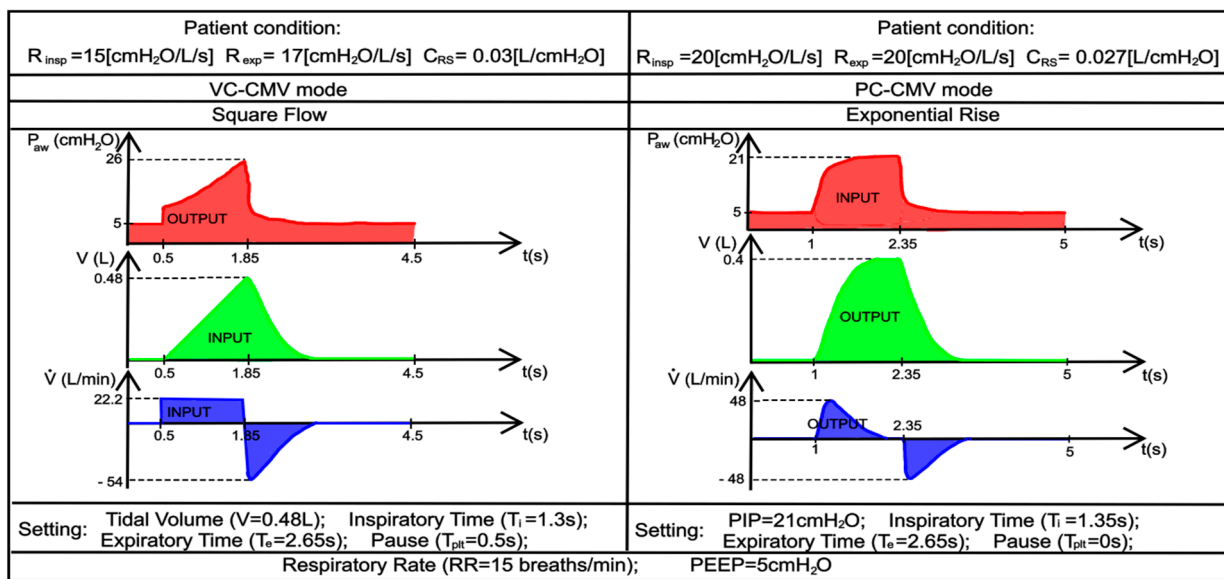 Patient condition:
R insp =15[cmH₂O/L/s] R exp = 17[cmH₂O/L/s] C RS = 0.03[L/cmH₂O]
VC-CMV mode
Square Flow
Paw (cmH₂O)
26
OUTPUT
5
0.5
1.85
4.5
t(s)
V (L)
0.48
INPUT
0.5
1.85
4.5
t(s)
V̇ (L/min)
22.2
INPUT
0.5
1.85
4.5
t(s)
- 54
Setting: Tidal Volume (V=0.48L); Inspiratory Time (Tᵢ =1.3s);
Expiratory Time (Tₑ=2.65s); Pause (Tplt=0.5s);
Patient condition:
Rinsp =20[cmH₂O/L/s] Rexp =20[cmH₂O/L/s] CRS= 0.027[L/cmH₂O]
PC-CMV mode
Exponential Rise
Paw (cmH₂O)
21
INPUT
5
1
2.35
5
t(s)
V (L)
0.4
OUTPUT
1
2.35
5
t(s)
V̇ (L/min)
48
OUTPUT
2.35
1
5
t(s)
- 48
Setting: PIP=21cmH₂O; Inspiratory Time (Tᵢ =1.35s);
Expiratory Time (Tₑ=2.65s); Pause (Tplt=0s);
Respiratory Rate (RR=15 breaths/min); PEEP=5cmH₂O